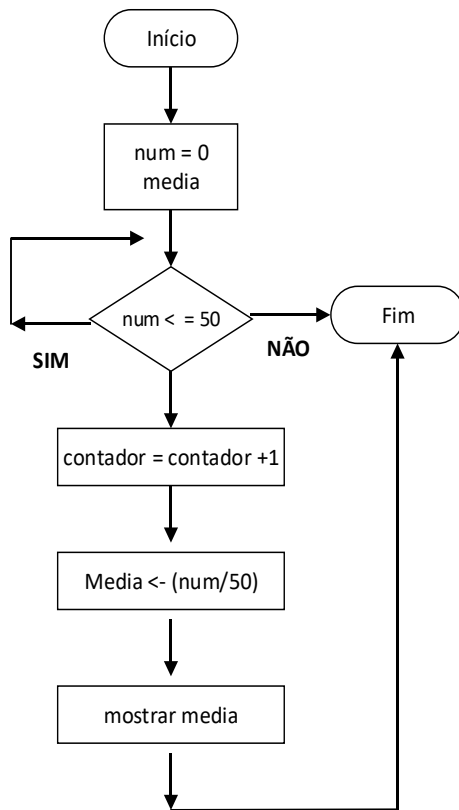 Início
num = 0
media
num < = 50
SIM
NÃO
Fim
contador = contador +1
Media <- (num/50)
mostrar media